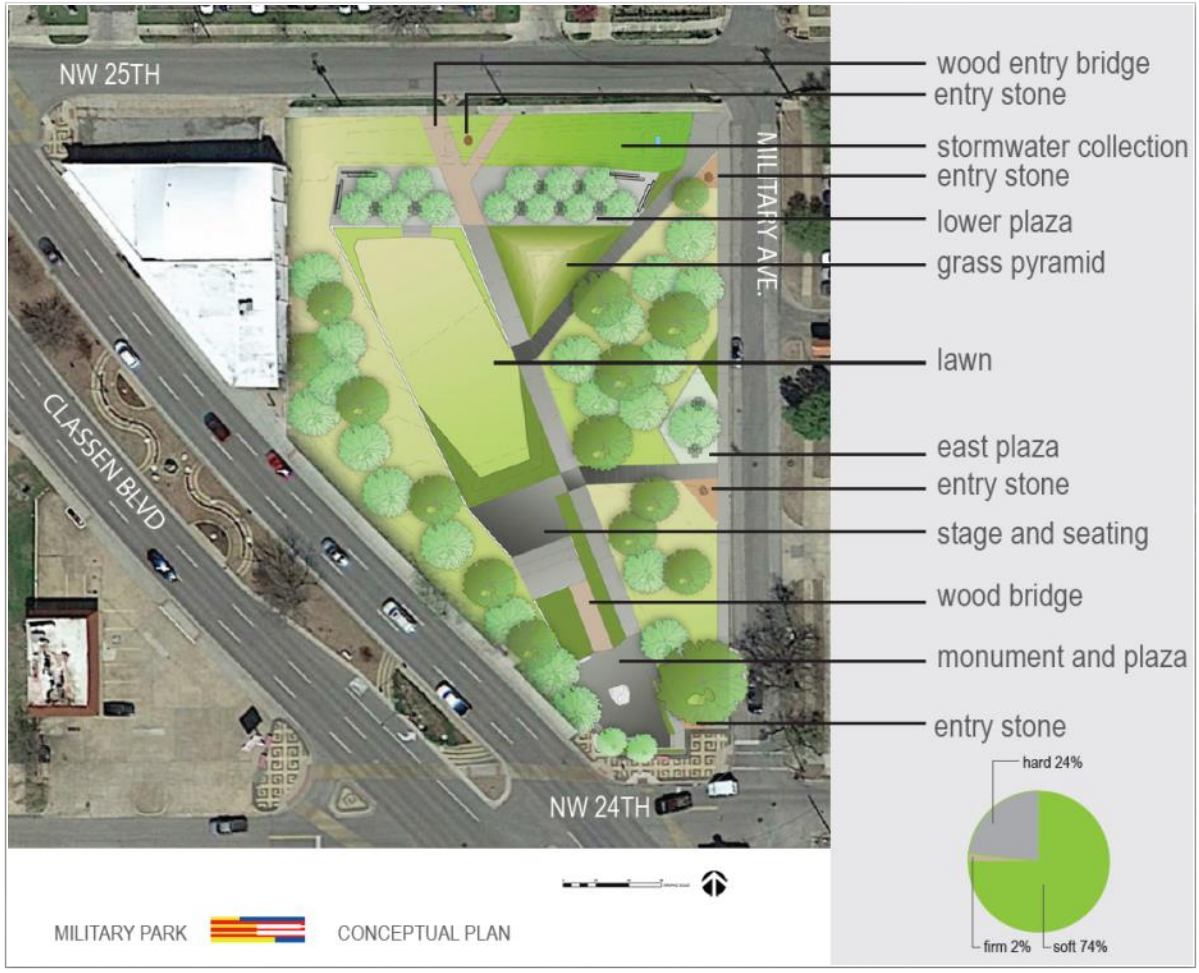 NW 25TH
MILITARY AVE.
CLASSEN BLVD
NW 24TH
wood entry bridge
entry stone
stormwater collection
entry stone
lower plaza
grass pyramid
lawn
east plaza
entry stone
stage and seating
wood bridge
monument and plaza
entry stone
hard 24%
firm 2%
soft 74%
MILITARY PARK
CONCEPTUAL PLAN